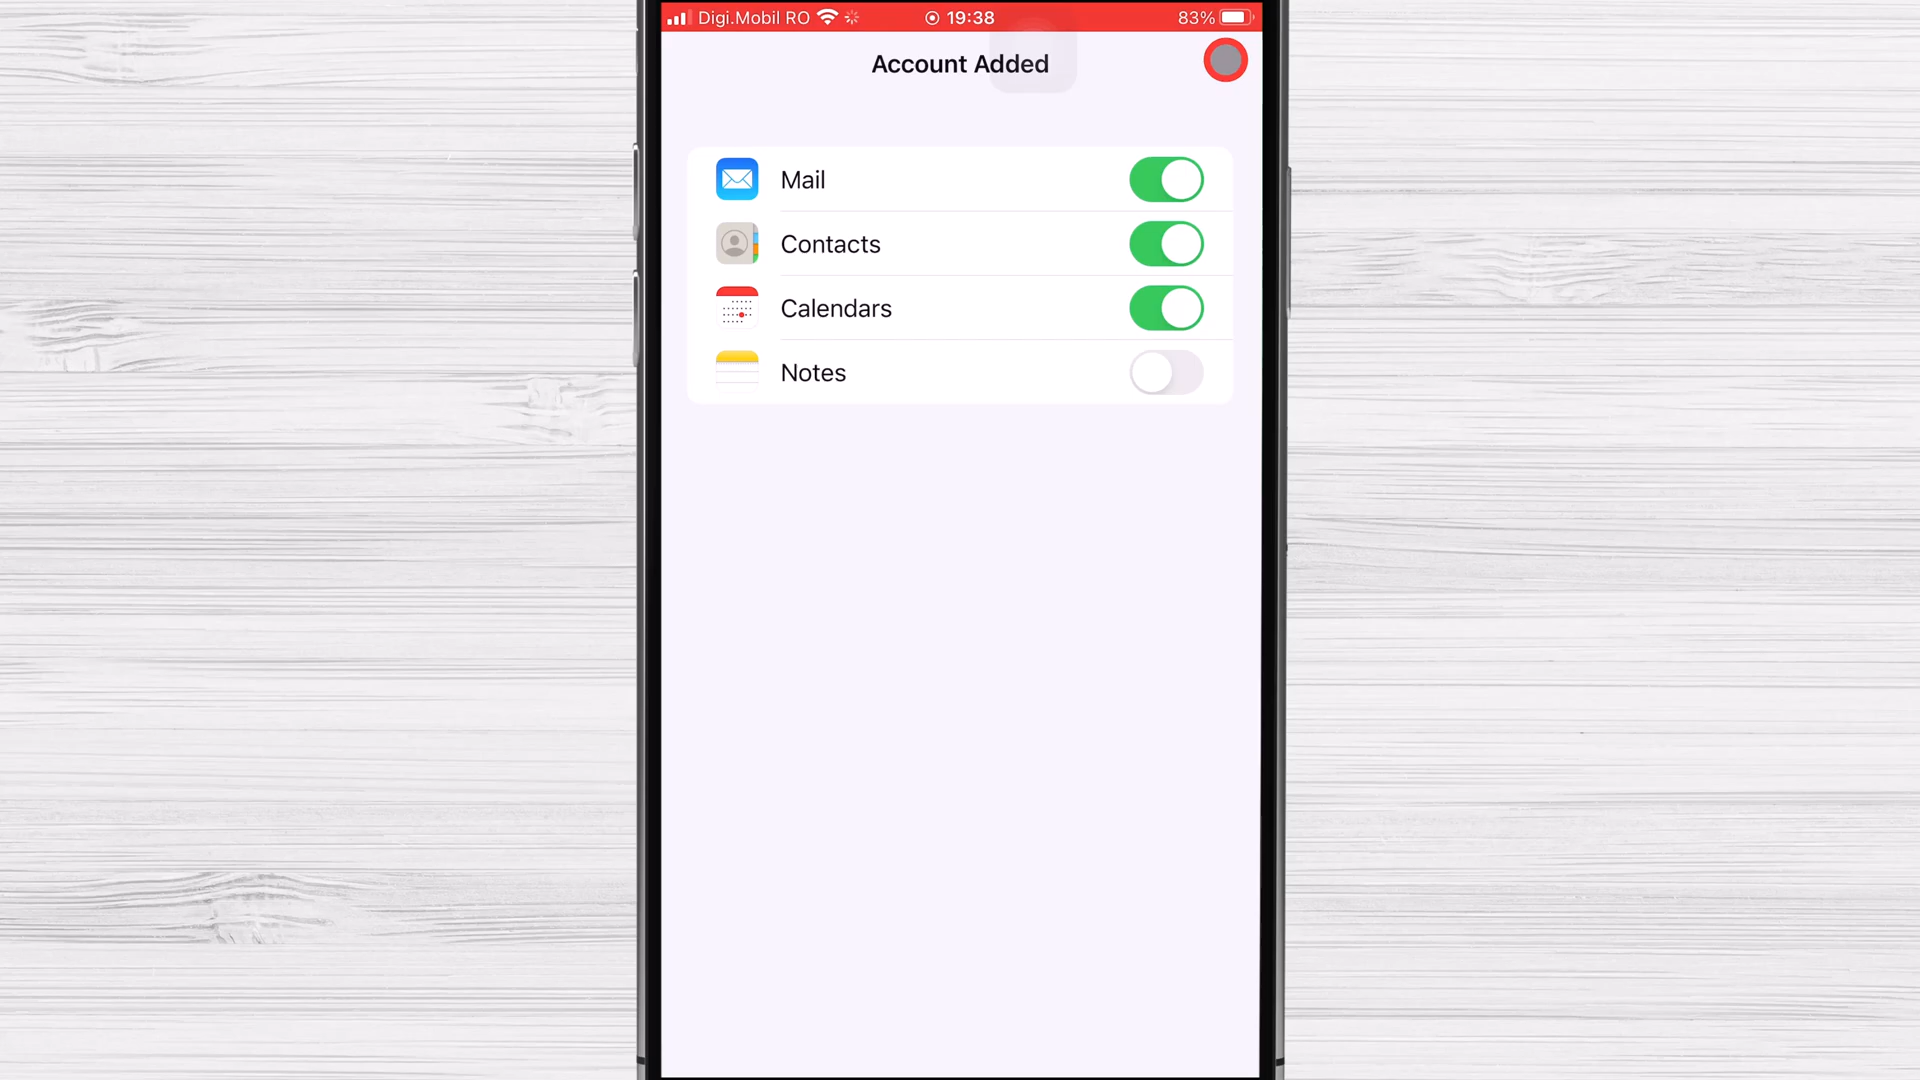 Digi.Mobil RO 19:38 83%
Account Added
Mail
Contacts
Calendars
Notes